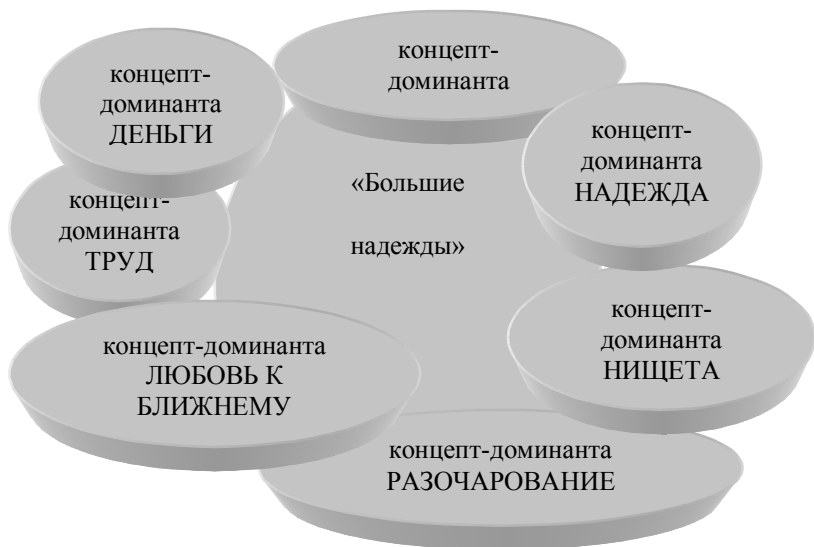 концепт-
доминанта
концепт-
доминанта
ДЕНЬГИ
концепт-
доминанта
НАДЕЖДА
«Большие
надежды»
концепт-
доминанта
ТРУД
концепт-
доминанта
НИЩЕТА
концепт-доминанта
ЛЮБОВЬ К
БЛИЖНЕМУ
концепт-доминанта
РАЗОЧАРОВАНИЕ